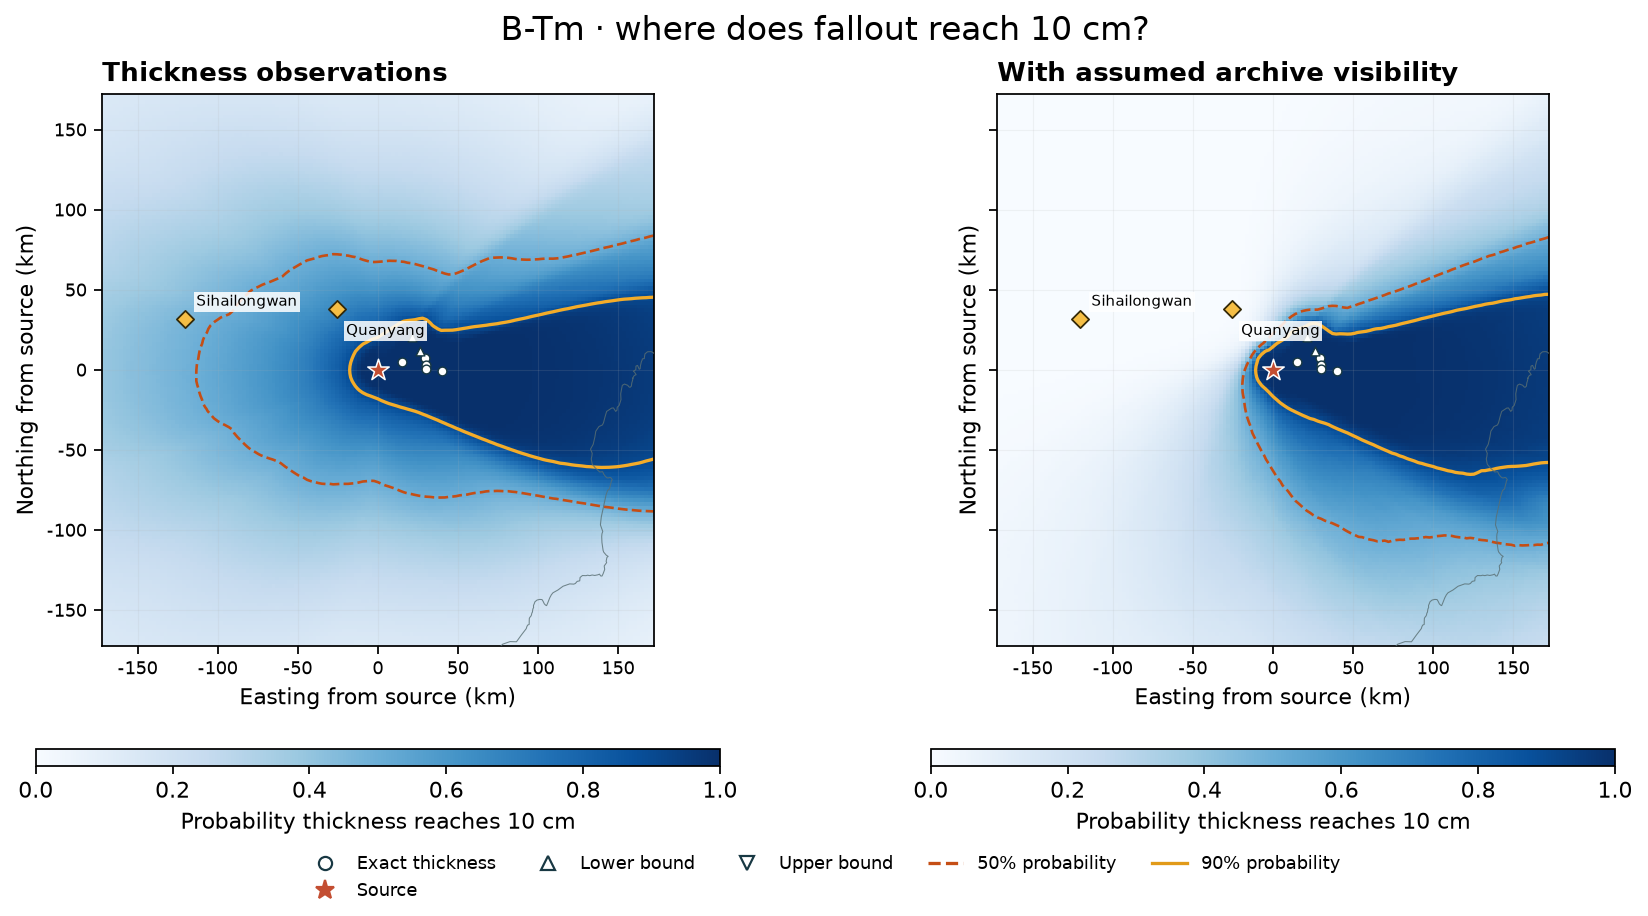 B-Tm · where does fallout reach 10 cm?
Thickness observations
With assumed archive visibility
Northing from source (km)
150
100
50
0
-50
-100
-150
Sihailongwan
Quanyang
-150
-100
-50
0
50
100
150
Easting from source (km)
Northing from source (km)
Sihailongwan
Quanyang
-150
-100
-50
0
50
100
150
Easting from source (km)
0.0
0.2
0.4
0.6
0.8
1.0
Probability thickness reaches 10 cm
0.0
0.2
0.4
0.6
0.8
1.0
Probability thickness reaches 10 cm
Exact thickness
Lower bound
Upper bound
50% probability
90% probability
Source